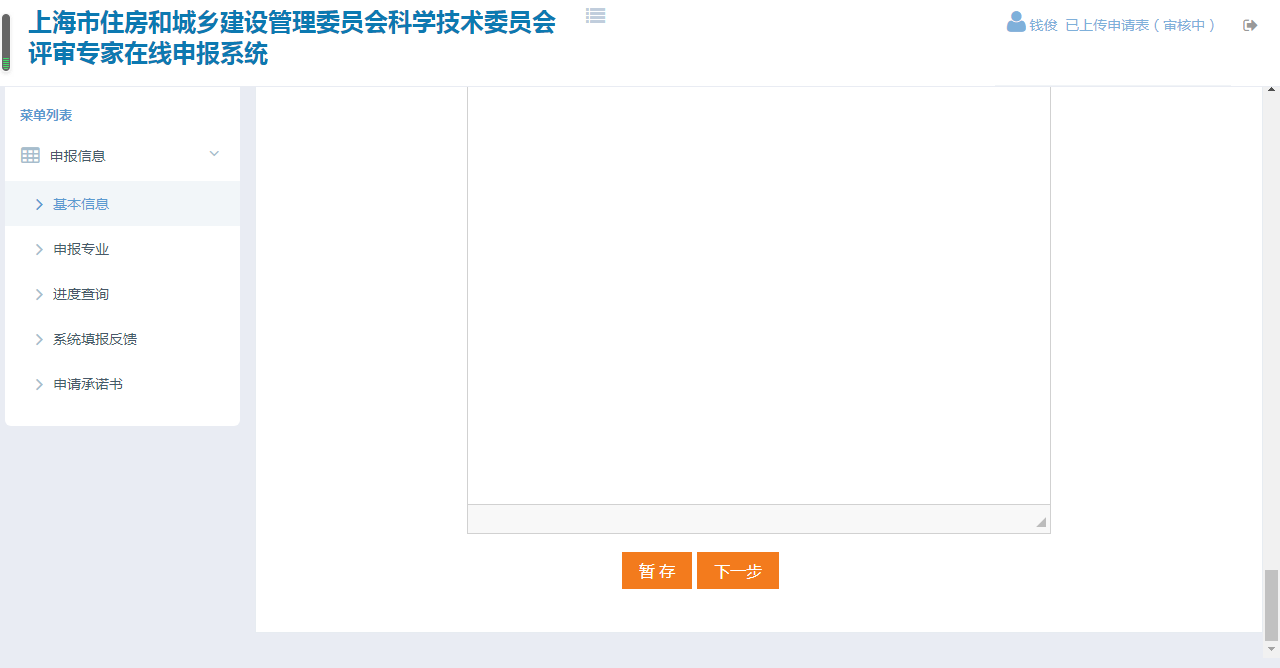 上海市住房和城乡建设管理委员会科学技术委员会
评审专家在线申报系统
钱俊 已上传申请表（审核中）
菜单列表
申报信息
基本信息
申报专业
进度查询
系统填报反馈
申请承诺书
暂 存
下一步